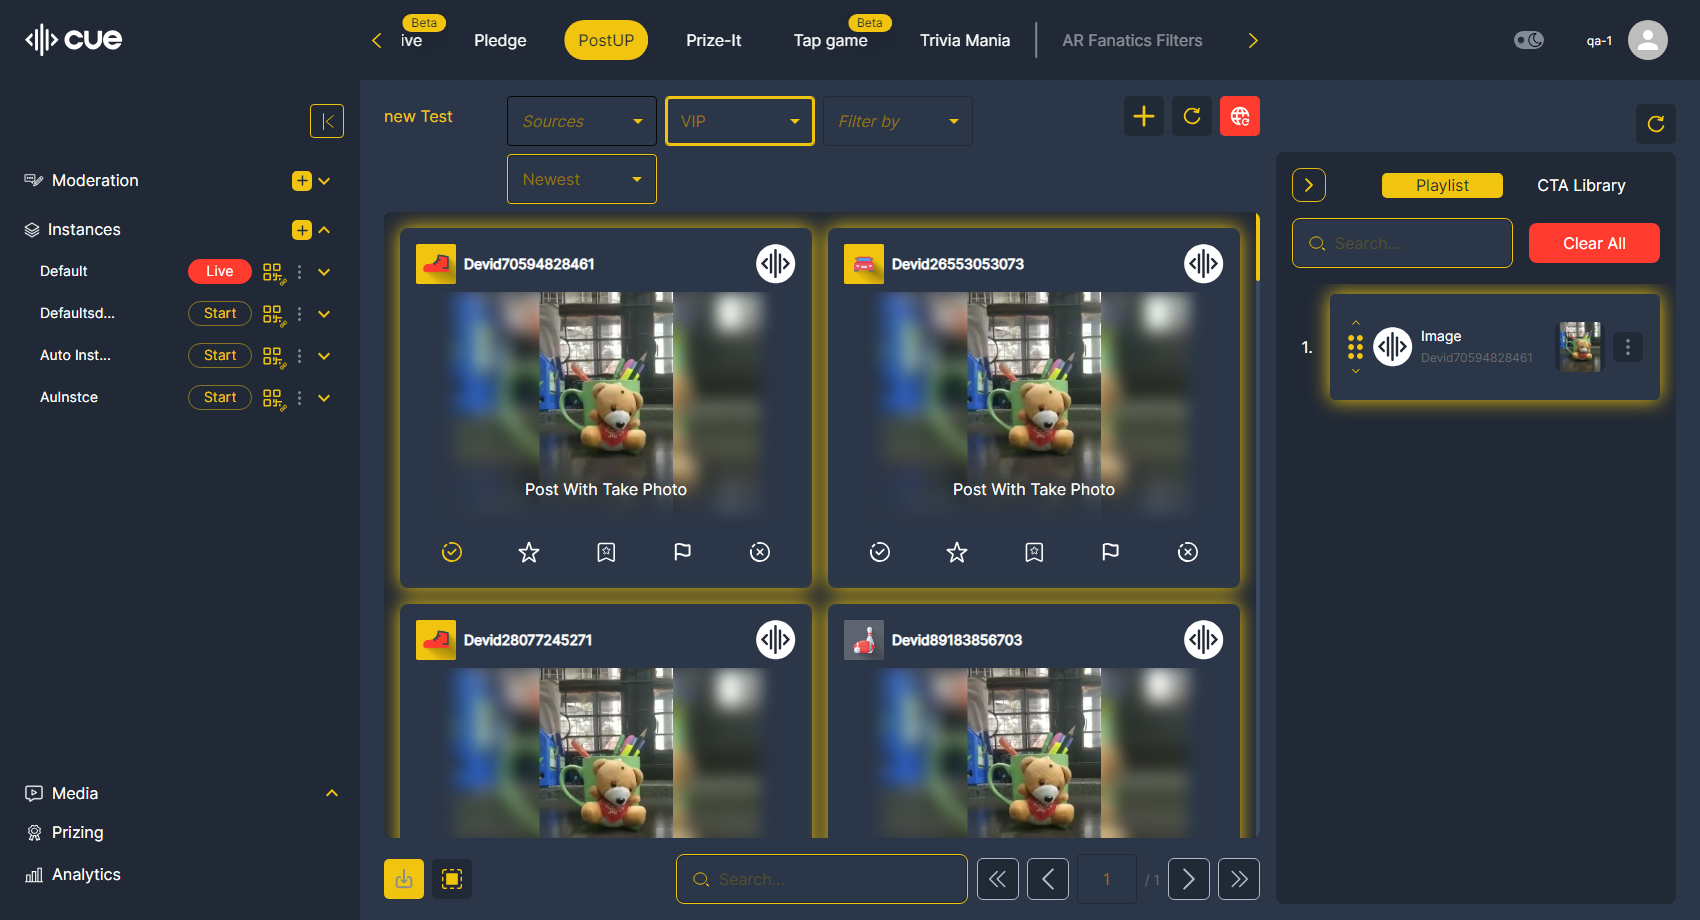 cue
Beta
ive
Pledge
PostUP
Prize-It
Beta
Tap game
Trivia Mania
AR Fanatics Filters
qa-1
Moderation
Instances
Default
Live
Defaultsd...
Start
Auto Inst...
Start
AuInstce
Start
Media
Prizing
Analytics
new Test
Sources
VIP
Filter by
Newest
Devid70594828461
Post With Take Photo
Devid26553053073
Post With Take Photo
Devid28077245271
Devid89183856703
Search...
1
/ 1
Playlist
CTA Library
Search...
Clear All
1.
Image
Devid70594828461